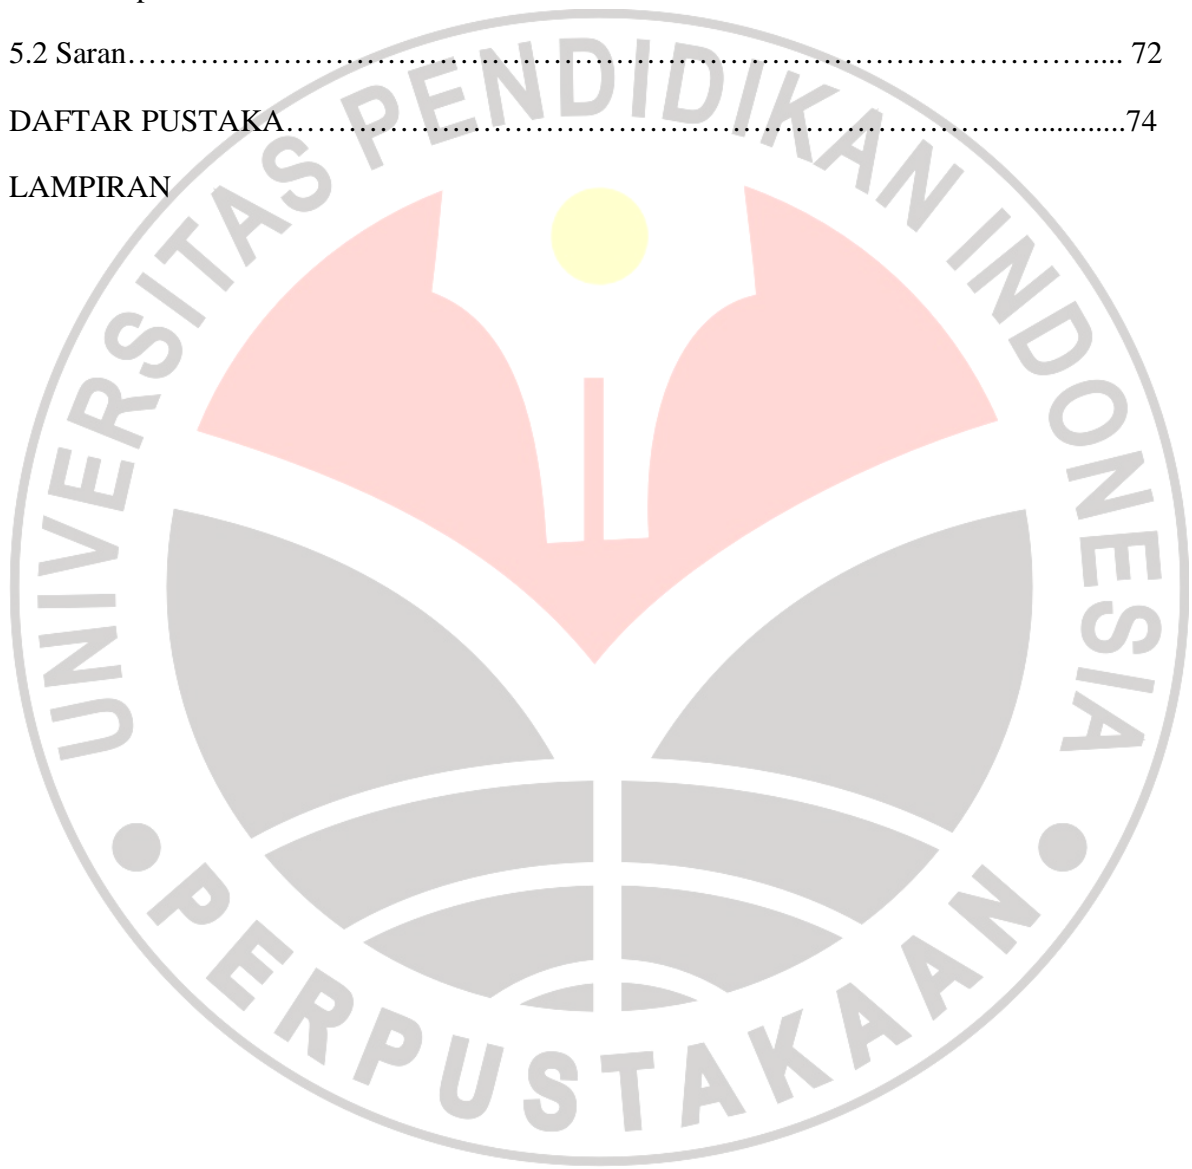 5.2 Saran…………………………………………………………………………………….... 72
DAFTAR PUSTAKA………………………………………………………………...............74
LAMPIRAN
UNIVERSITAS PENDIDIKAN INDONESIA
PERPUSTAKAAN